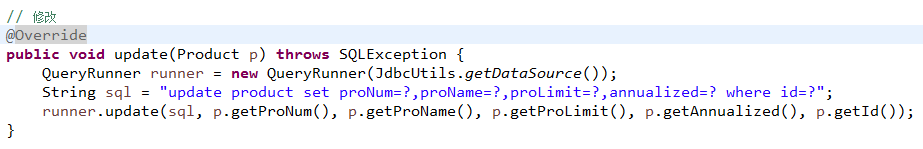 // 修改
@Override
public void update(Product p) throws SQLException {
QueryRunner runner = new QueryRunner(JdbcUtils.getDataSource());
String sql = "update product set proNum=?,proName=?,proLimit=?,annualized=? where id=?";
runner.update(sql, p.getProNum(), p.getProName(), p.getProLimit(), p.getAnnualized(), p.getId());
}